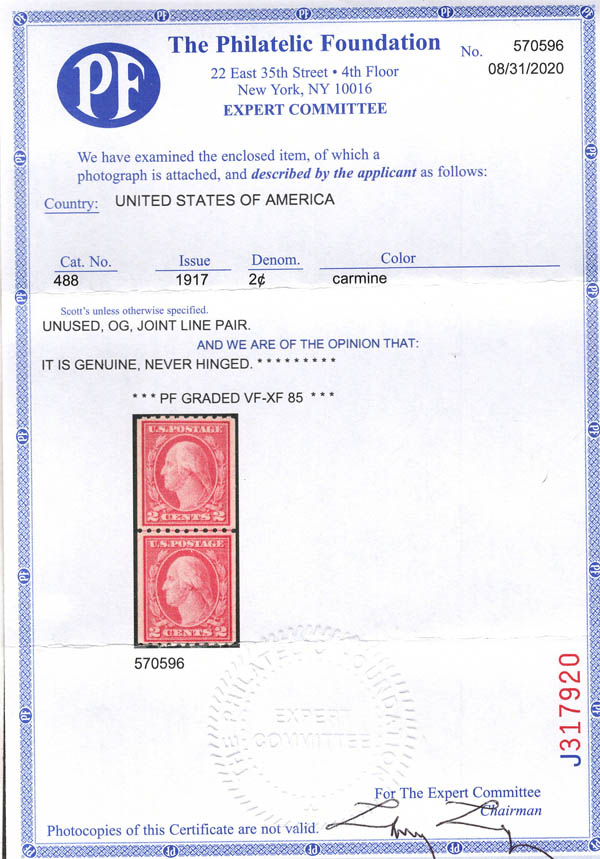 PF
The Philatelic Foundation
No. 570596
08/31/2020
22 East 35th Street • 4th Floor
New York, NY 10016
EXPERT COMMITTEE
We have examined the enclosed item, of which a
photograph is attached, and described by the applicant as follows:
Country: UNITED STATES OF AMERICA
Cat. No. Issue Denom. Color
488 1917 2¢ carmine
Scott's unless otherwise specified.
UNUSED, OG, JOINT LINE PAIR.
AND WE ARE OF THE OPINION THAT:
IT IS GENUINE, NEVER HINGED. * * * * * * * * *
* * * PF GRADED VF-XF 85 * * *
U.S. POSTAGE
2 CENTS 2
U.S. POSTAGE
2 CENTS 2
570596
THE PHILATELIC FOUNDATION
EXPERT
COMMITTEE
J317920
For The Expert Committee
Chairman
Photocopies of this Certificate are not valid.